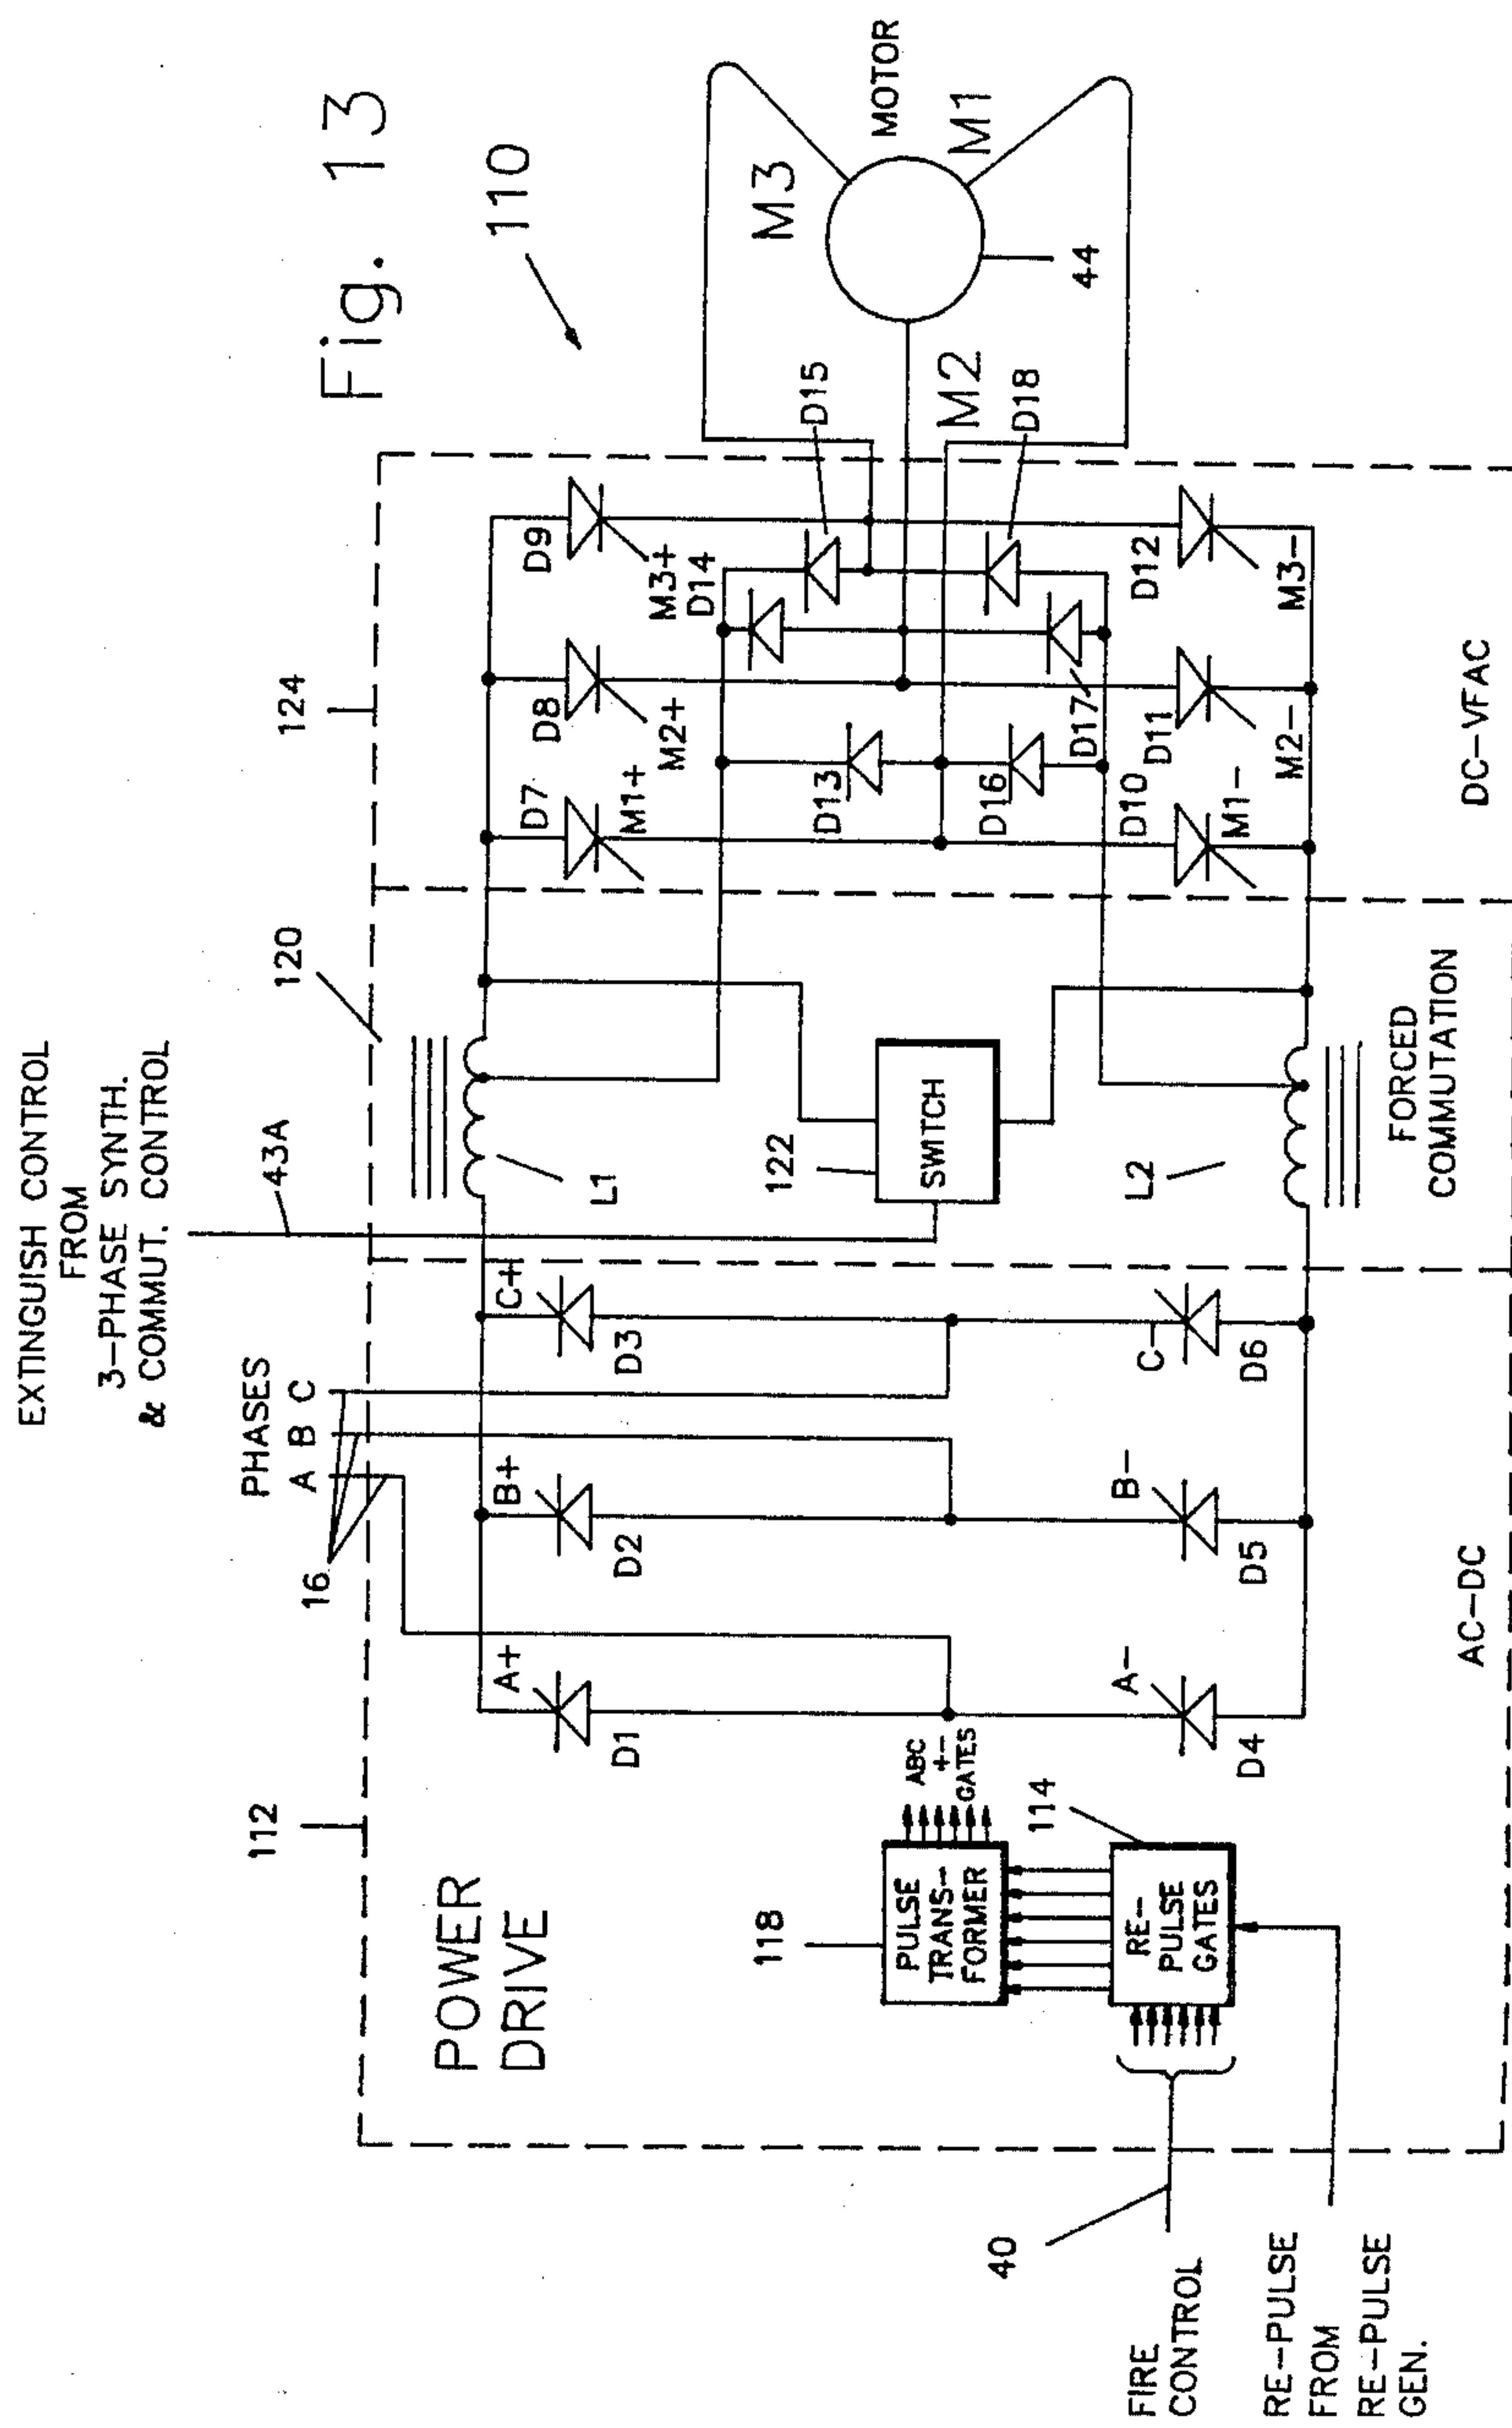 Fig. 13
110
EXTINGUISH CONTROL
FROM
3-PHASE SYNTH.
& COMMUT. CONTROL
43A
PHASES
A B C
16
112
120
124
POWER
DRIVE
A+
B+
C+
D1
D2
D3
A-
B-
C-
D4
D5
D6
L1
L2
122
SWITCH
D7
M1+
D8
M2+
D9
M3+
D14
D15
D13
D16
D17
D18
D10
M1-
D11
M2-
D12
M3-
M3
M2
M1
MOTOR
44
118
PULSE
TRANS-
FORMER
ABC
+-
GATES
114
RE-
PULSE
GATES
40
FIRE
CONTROL
RE-PULSE
FROM
RE-PULSE
GEN.
AC-DC
FORCED
COMMUTATION
DC-VFAC